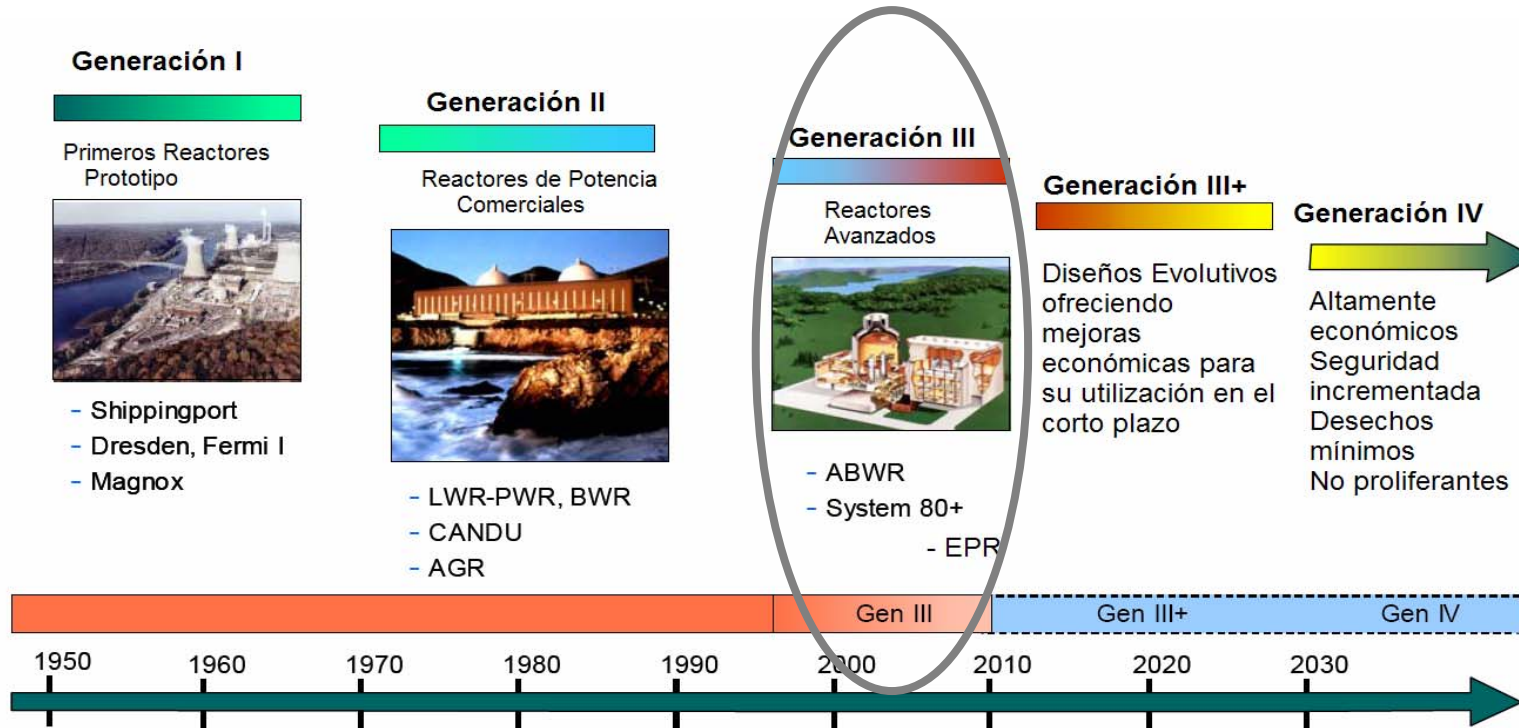 Generación I
Primeros Reactores
Prototipo
- Shippingport
- Dresden, Fermi I
- Magnox
Generación II
Reactores de Potencia
Comerciales
- LWR-PWR, BWR
- CANDU
- AGR
Generación III
Reactores
Avanzados
- ABWR
- System 80+
- EPR
Generación III+
Diseños Evolutivos
ofreciendo
mejoras
económicas para
su utilización en el
corto plazo
Generación IV
Altamente
económicos
Seguridad
incrementada
Desechos
mínimos
No proliferantes
Gen III
Gen III+
Gen IV
1950 1960 1970 1980 1990 2000 2010 2020 2030